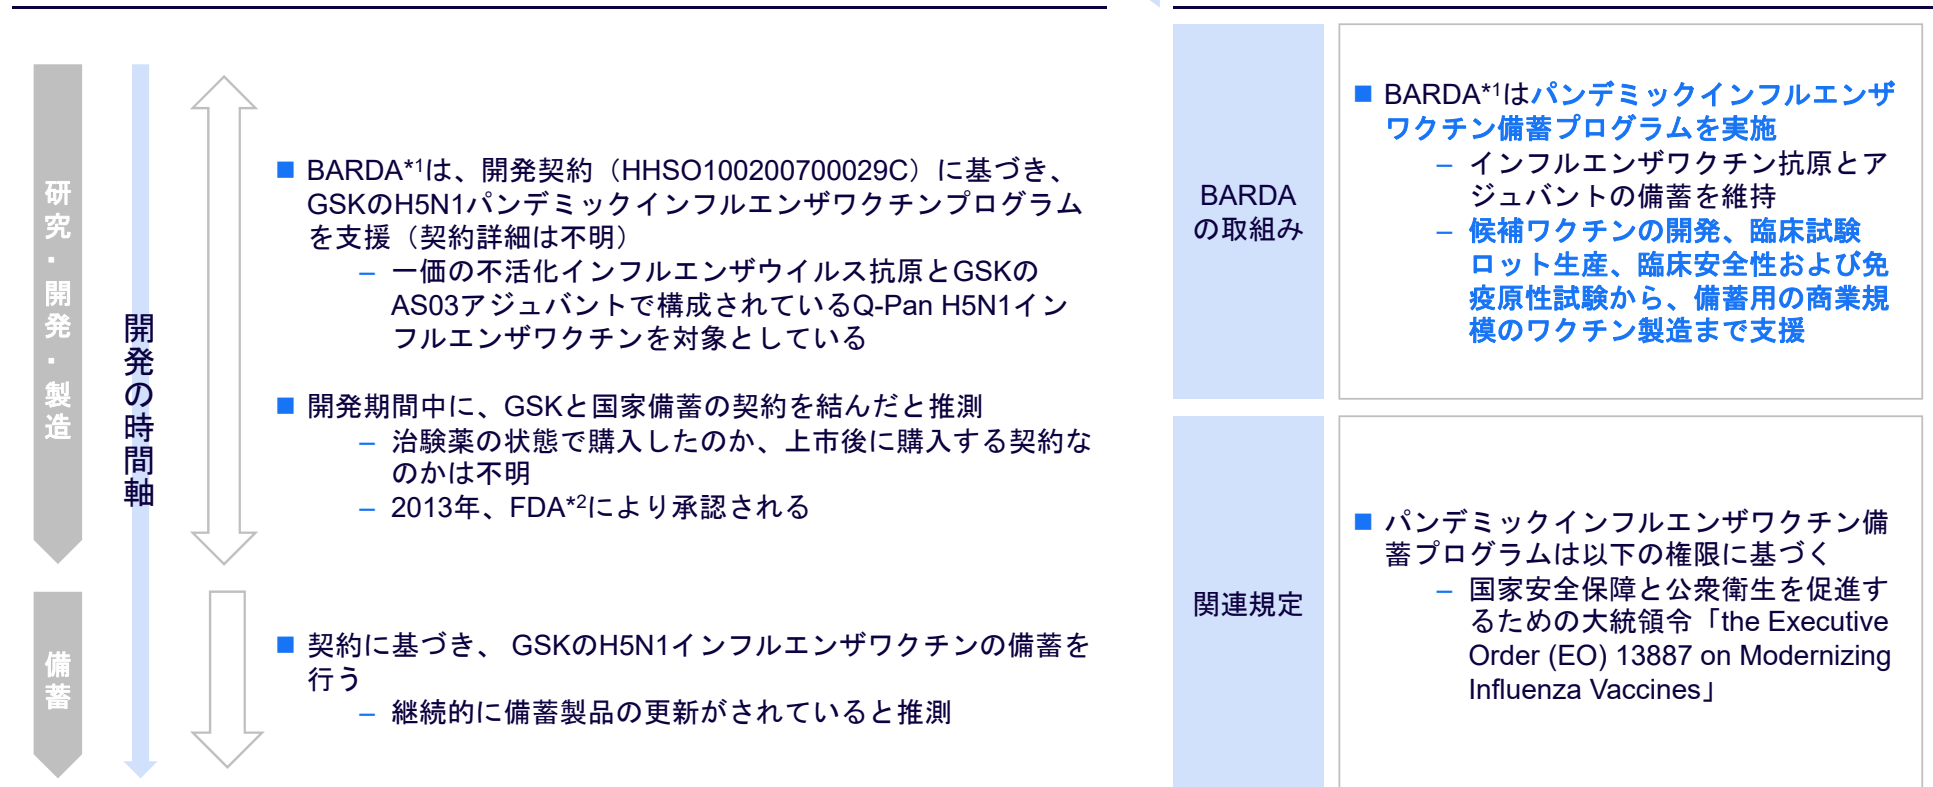 研究・開発・製造
備蓄
開発の時間軸
■ BARDA*1は、開発契約（HHSO100200700029C）に基づき、
GSKのH5N1パンデミックインフルエンザワクチンプログラム
を支援（契約詳細は不明）
– 一価の不活化インフルエンザウイルス抗原とGSKの
AS03アジュバントで構成されているQ-Pan H5N1イン
フルエンザワクチンを対象としている
■ 開発期間中に、GSKと国家備蓄の契約を結んだと推測
– 治験薬の状態で購入したのか、上市後に購入する契約な
のかは不明
– 2013年、FDA*2により承認される
■ 契約に基づき、 GSKのH5N1インフルエンザワクチンの備蓄を
行う
– 継続的に備蓄製品の更新がされていると推測
BARDA
の取組み
■ BARDA*1はパンデミックインフルエンザ
ワクチン備蓄プログラムを実施
– インフルエンザワクチン抗原とア
ジュバントの備蓄を維持
– 候補ワクチンの開発、臨床試験
ロット生産、臨床安全性および免
疫原性試験から、備蓄用の商業規
模のワクチン製造まで支援
関連規定
■ パンデミックインフルエンザワクチン備
蓄プログラムは以下の権限に基づく
– 国家安全保障と公衆衛生を促進す
るための大統領令「the Executive
Order (EO) 13887 on Modernizing
Influenza Vaccines」